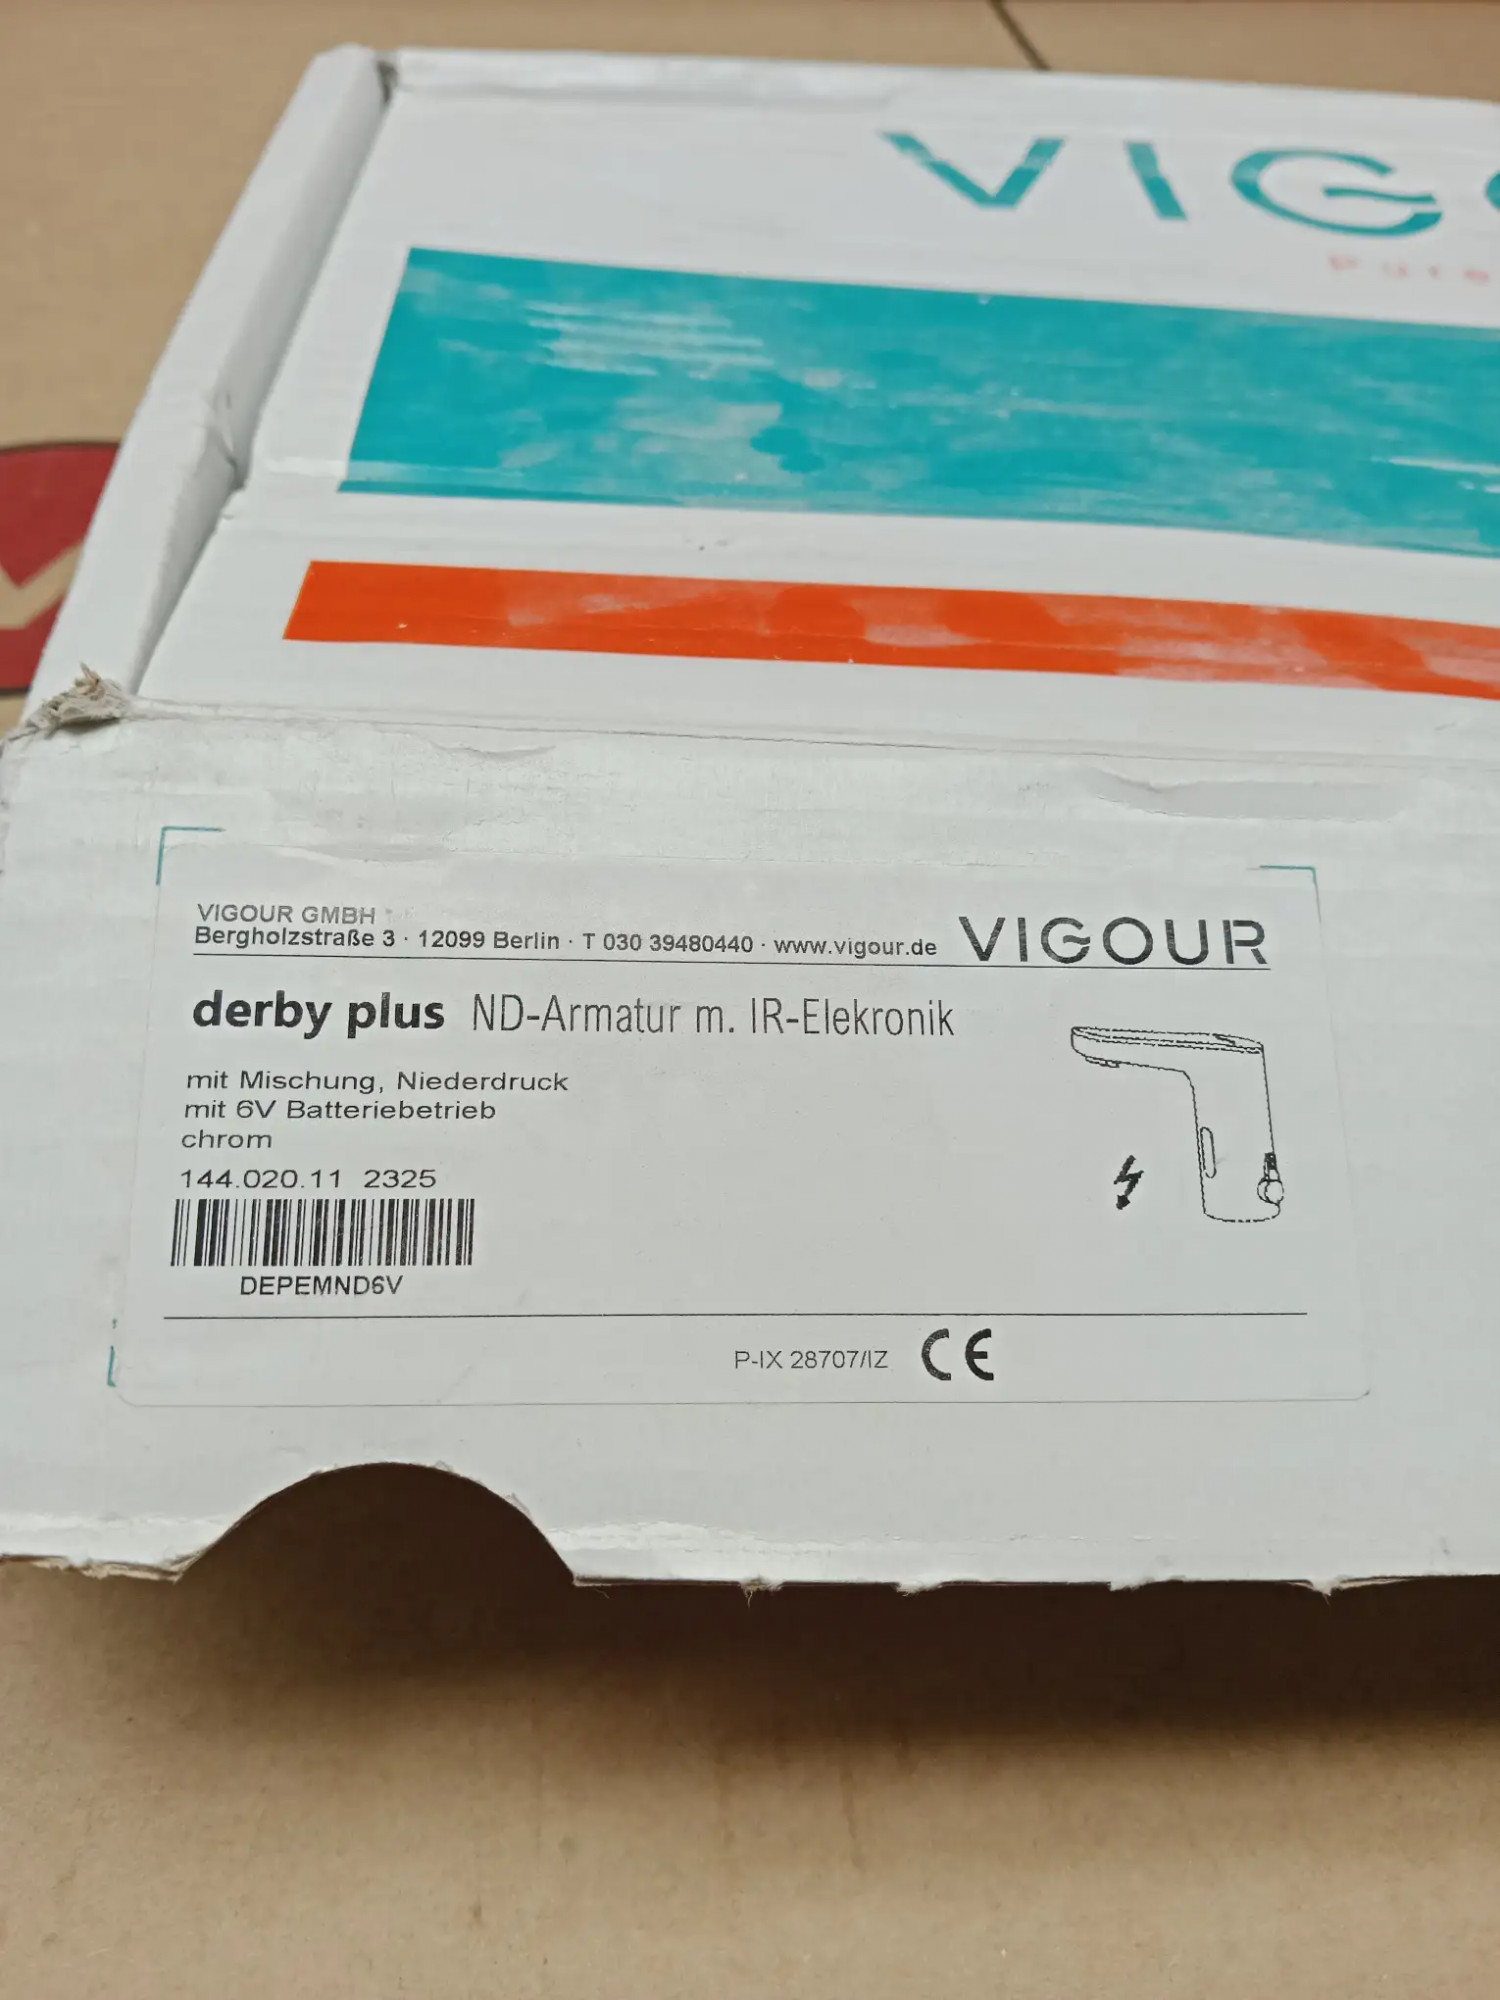 VIGOUR GMBH
Bergholzstraße 3 · 12099 Berlin · T 030 39480440 · www.vigour.de
VIGOUR
derby plus ND-Armatur m. IR-Elekronik
mit Mischung, Niederdruck
mit 6V Batteriebetrieb
chrom
144.020.11 2325
DEPEMND6V
P-IX 28707/IZ CE